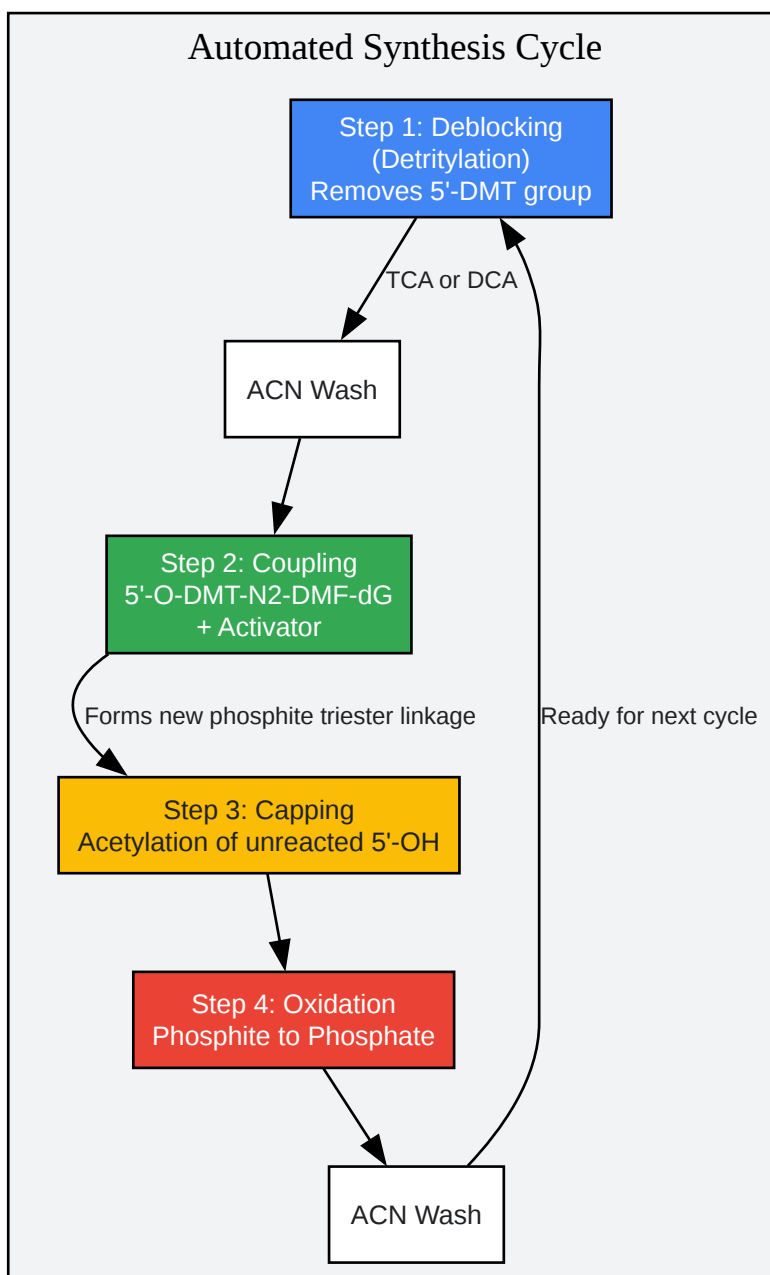 Automated Synthesis Cycle
Step 1: Deblocking
(Detritylation)
Removes 5'-DMT group
TCA or DCA
ACN Wash
Step 2: Coupling
5'-O-DMT-N2-DMF-dG
+ Activator
Forms new phosphite triester linkage
Ready for next cycle
Step 3: Capping
Acetylation of unreacted 5'-OH
Step 4: Oxidation
Phosphite to Phosphate
ACN Wash